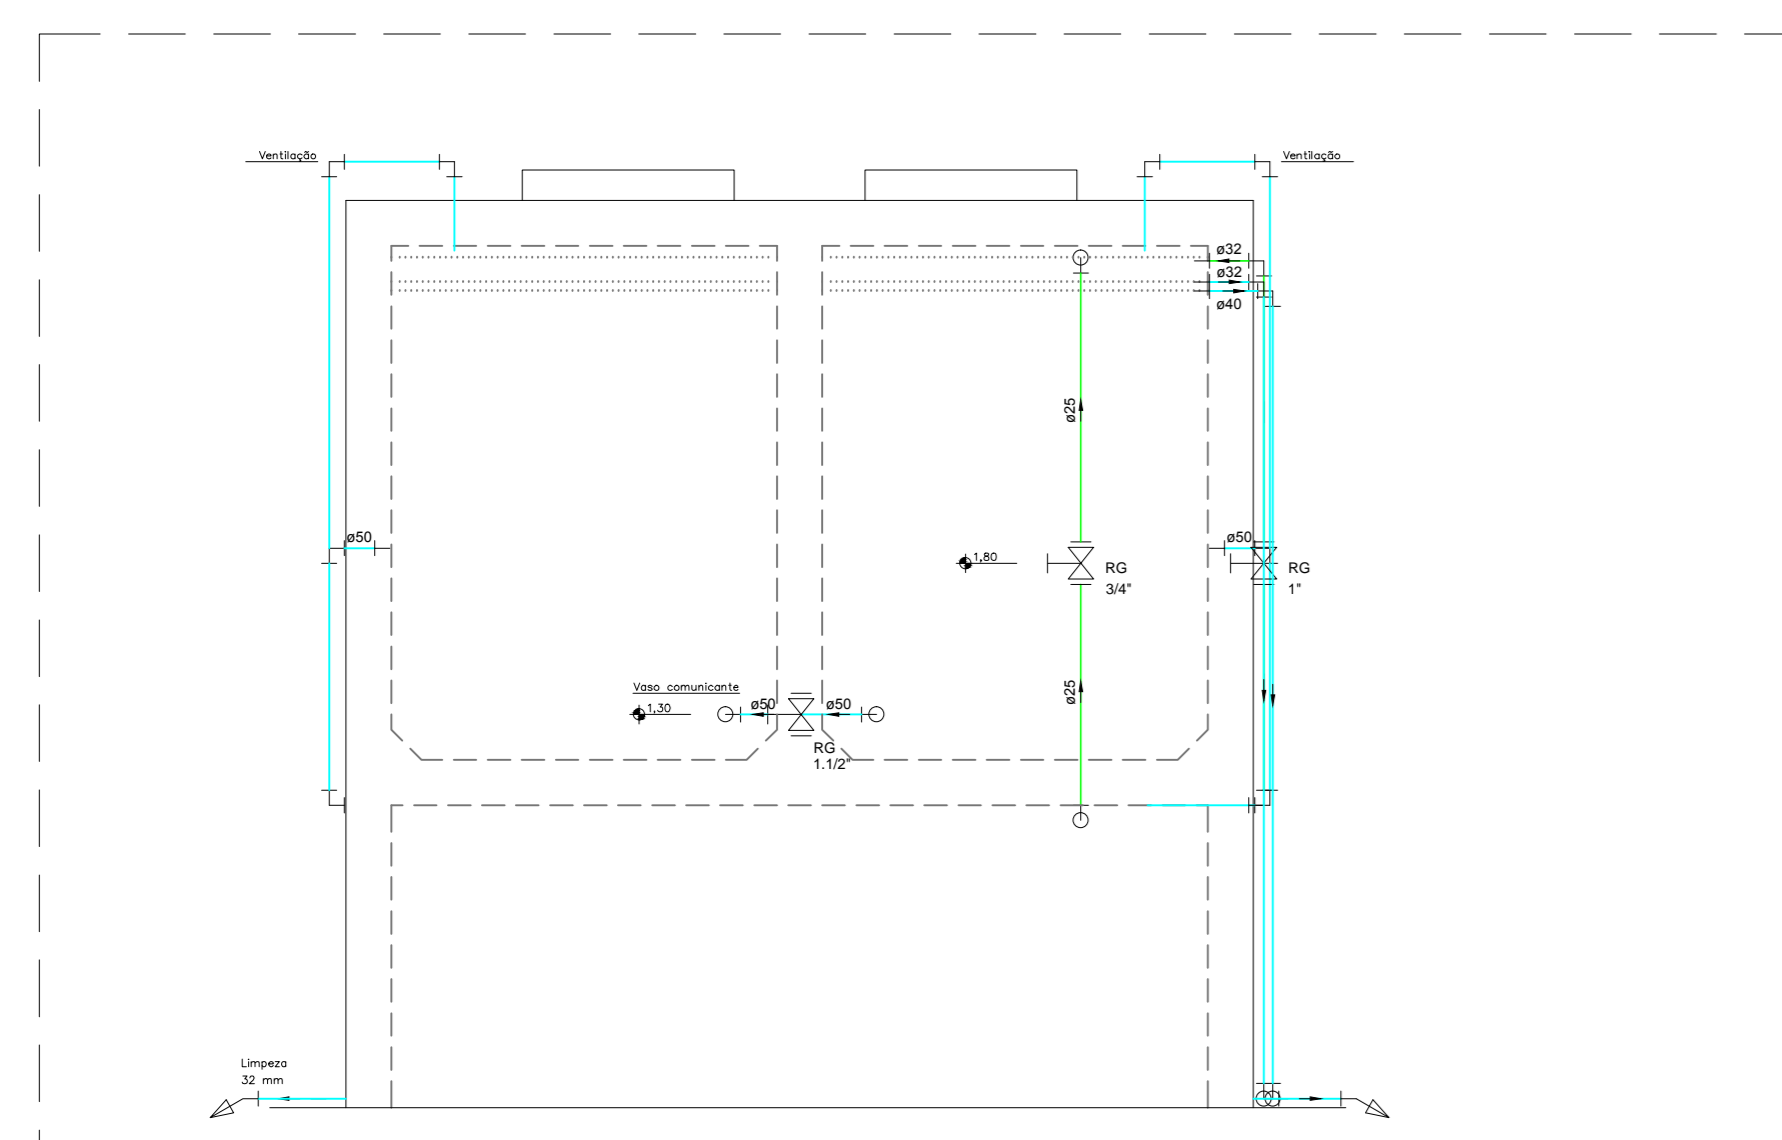 Ventilação
Ventilação
ø32
ø32
ø40
ø25
ø50
ø50
1,80
RG
3/4"
RG
1"
Vaso comunicante
ø25
1,30
ø50
ø50
RG
1.1/2"
Limpeza
32 mm